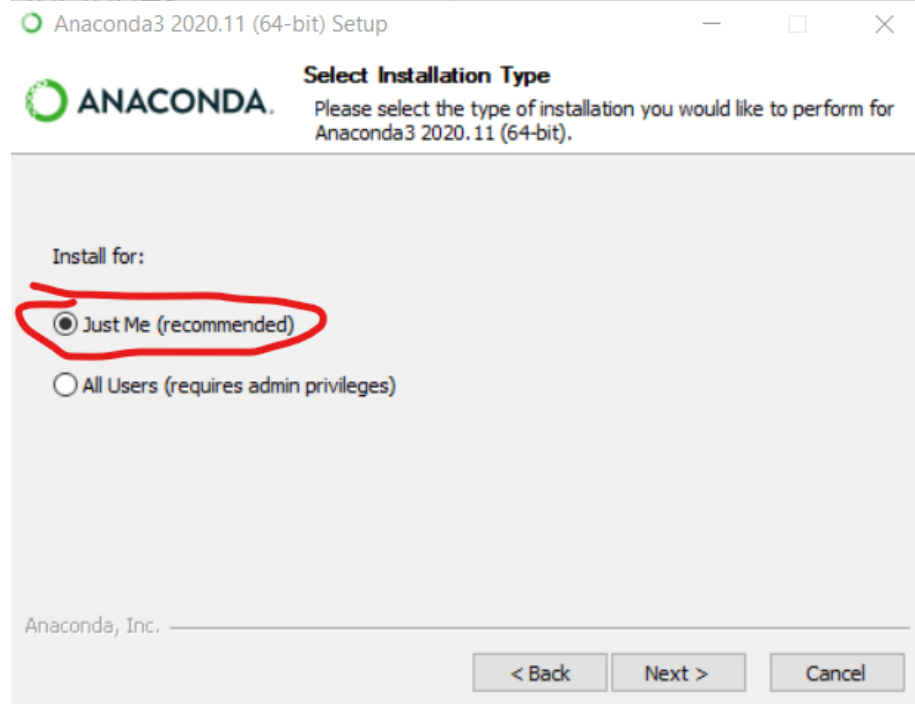 Anaconda3 2020.11 (64-bit) Setup
ANACONDA.
Select Installation Type
Please select the type of installation you would like to perform for
Anaconda3 2020.11 (64-bit).
Install for:
Just Me (recommended)
All Users (requires admin privileges)
Anaconda, Inc.
< Back
Next >
Cancel